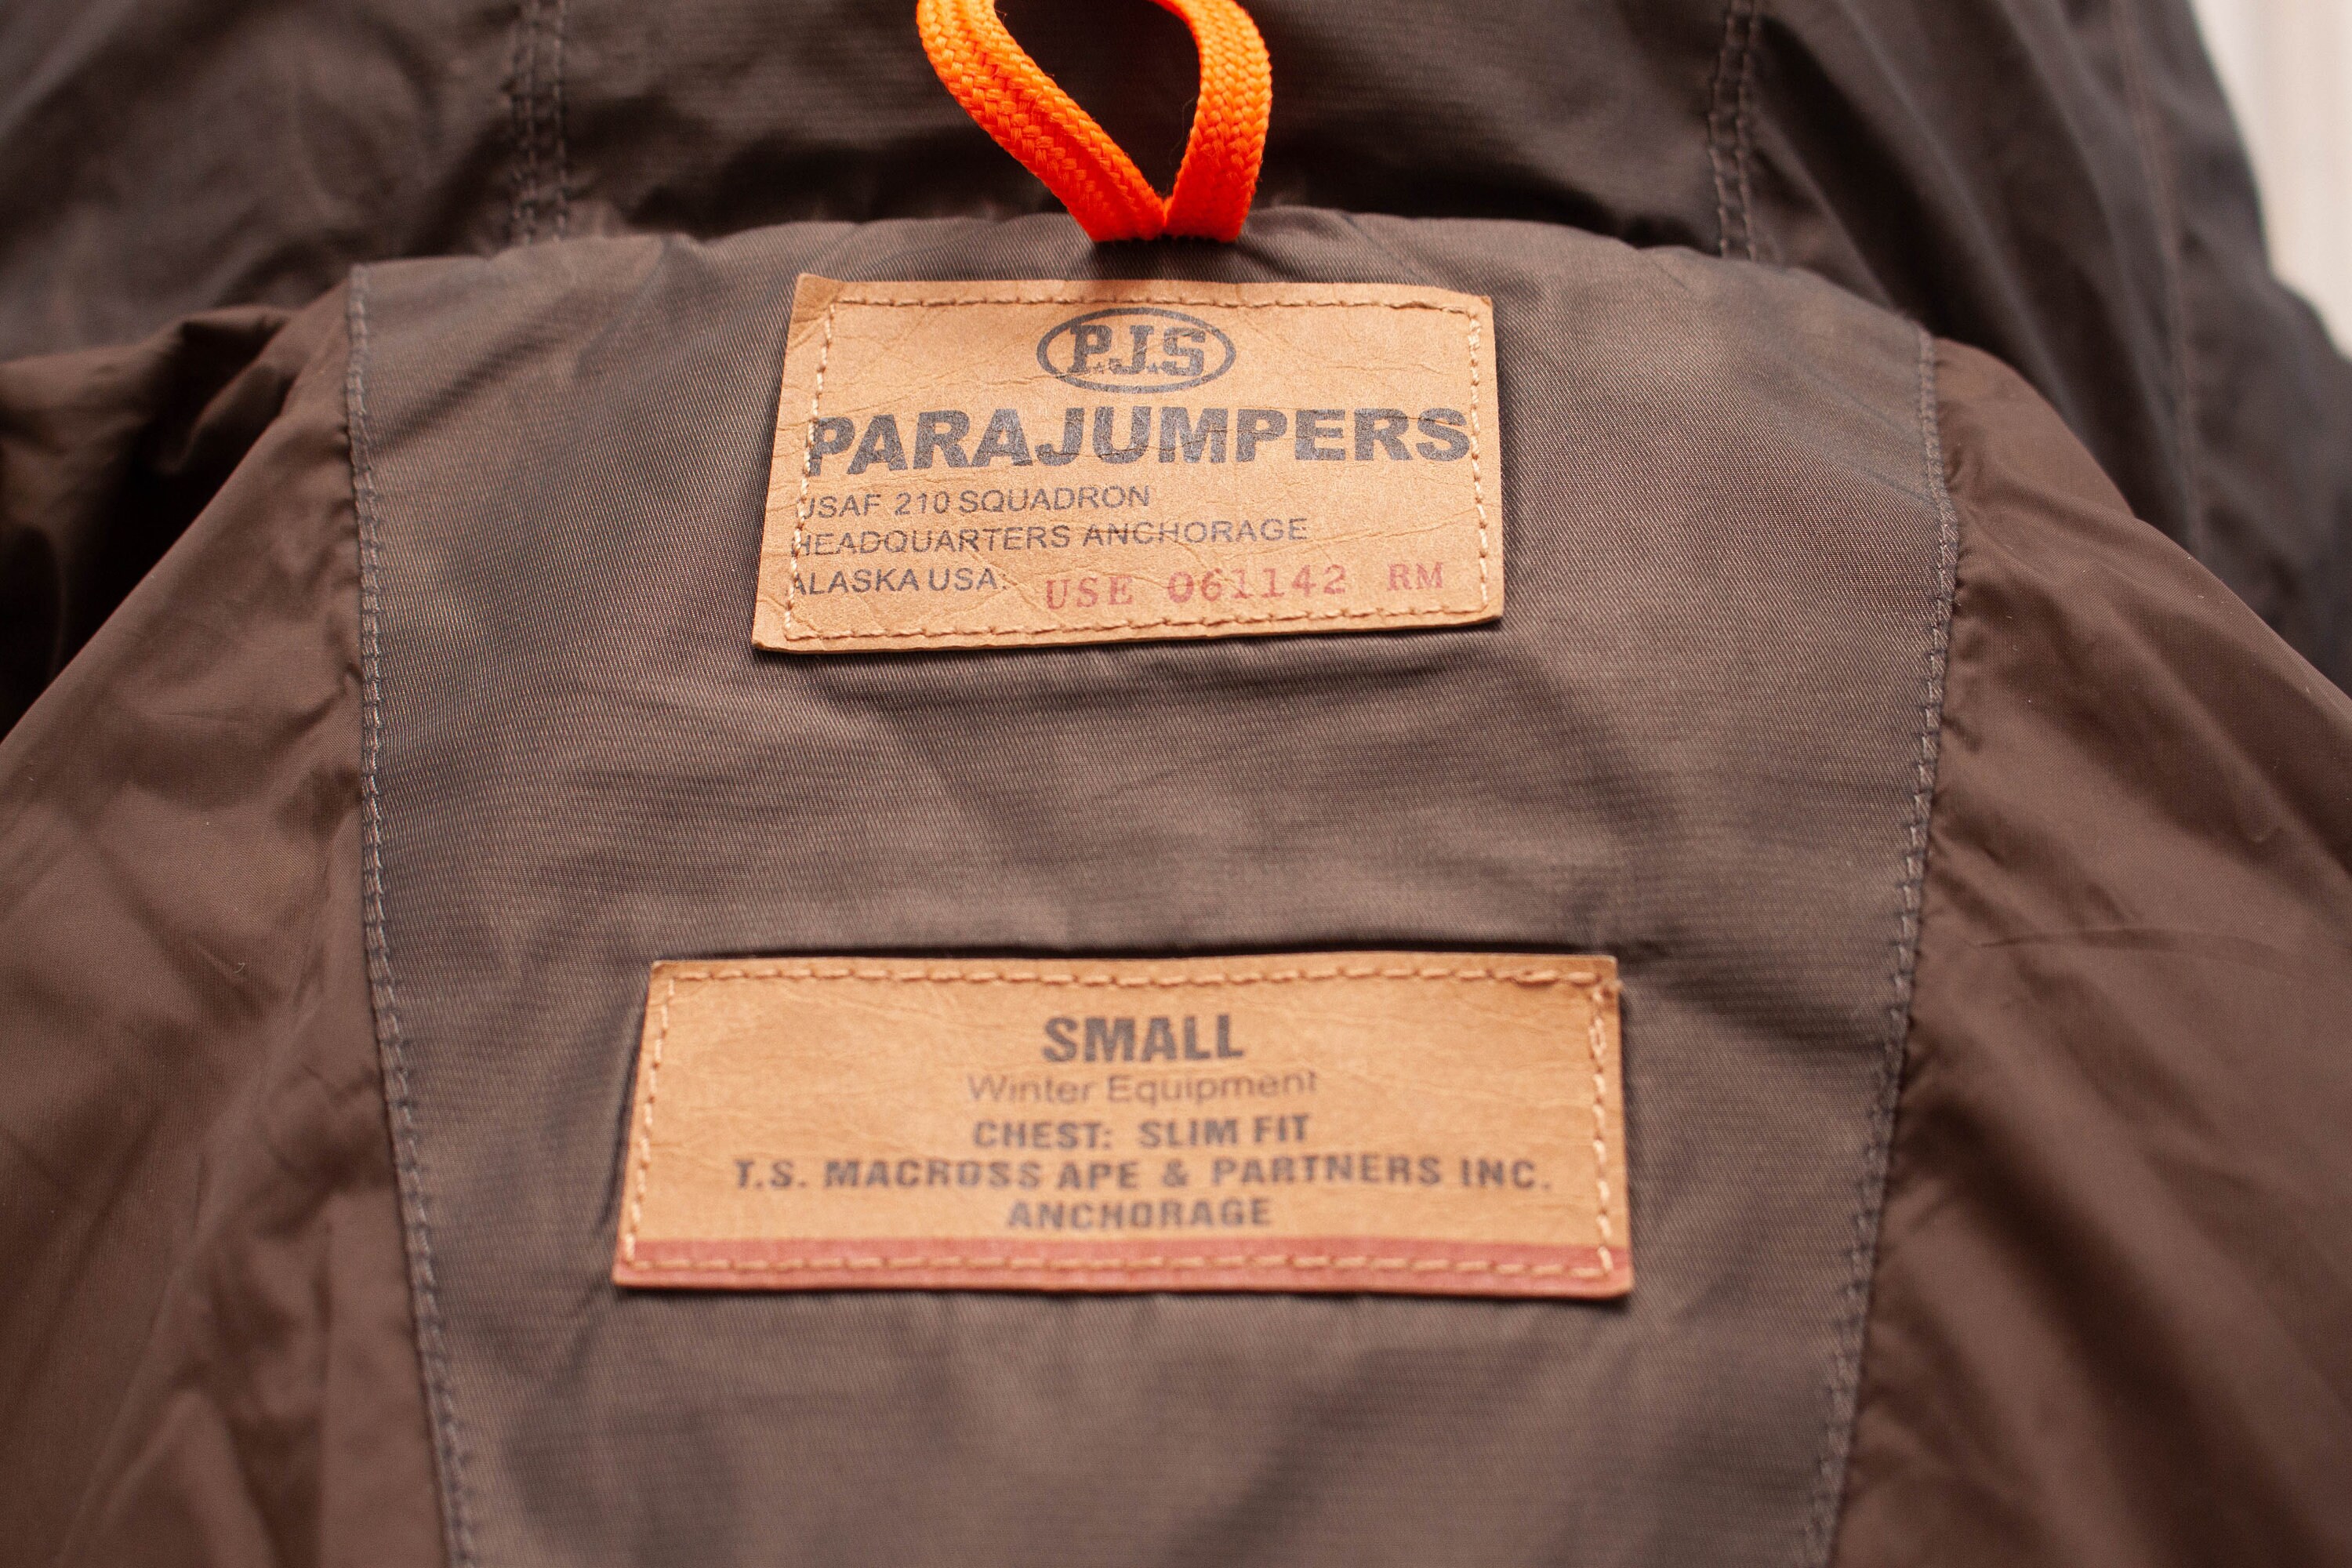 P.J.S
PARAJUMPERS
USAF 210 SQUADRON
HEADQUARTERS ANCHORAGE
ALASKA USA: USE 061142 RM
SMALL
Winter Equipment
CHEST: SLIM FIT
T.S. MACROSS APE & PARTNERS INC.
ANCHORAGE